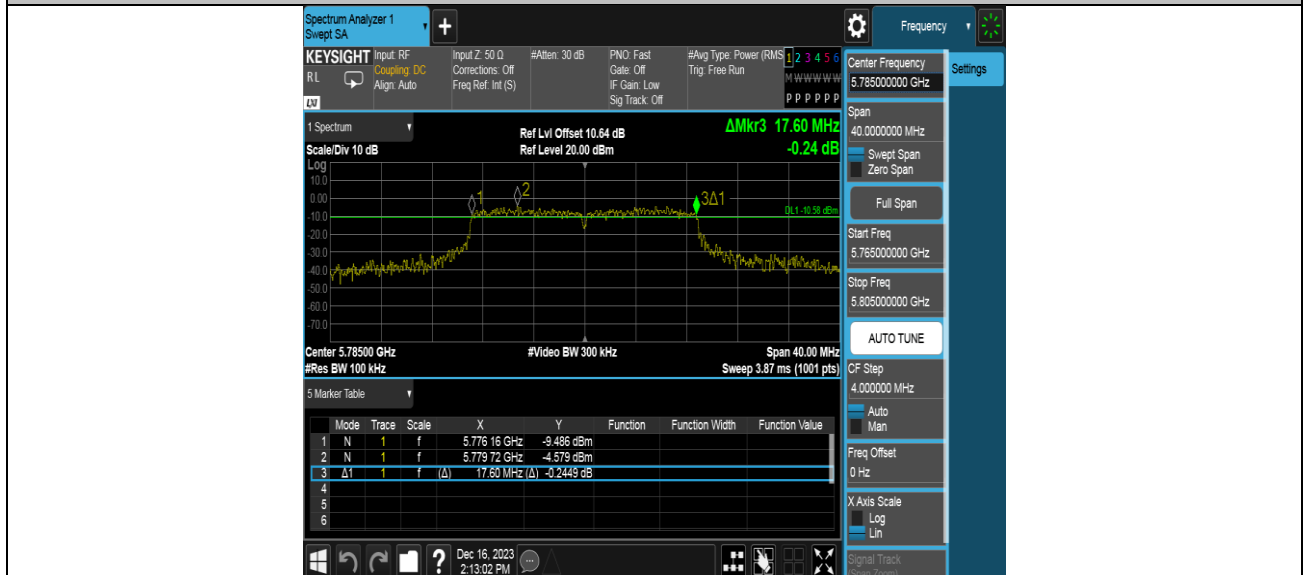 Spectrum Analyzer 1
Swept SA
+
Frequency
KEYSIGHT
RL
LXI
Input: RF
Coupling: DC
Align: Auto
Input Z: 50 Ω
Corrections: Off
Freq Ref: Int (S)
#Atten: 30 dB
PNO: Fast
Gate: Off
IF Gain: Low
Sig Track: Off
#Avg Type: Power (RMS
Trig: Free Run
1 2 3 4 5 6
M W W W W W
P P P P P P
1 Spectrum
Scale/Div 10 dB
Ref Lvl Offset 10.64 dB
Ref Level 20.00 dBm
ΔMkr3 17.60 MHz
-0.24 dB
Log
10.0
0.00
-10.0
-20.0
-30.0
-40.0
-50.0
-60.0
-70.0
1
2
3Δ1
DL1 -10.58 dBm
Center 5.78500 GHz
#Res BW 100 kHz
#Video BW 300 kHz
Span 40.00 MHz
Sweep 3.87 ms (1001 pts)
5 Marker Table
Mode Trace Scale X Y Function Function Width Function Value
1 N 1 f 5.776 16 GHz -9.486 dBm
2 N 1 f 5.779 72 GHz -4.579 dBm
3 Δ1 1 f (Δ) 17.60 MHz (Δ) -0.2449 dB
4
5
6
?
Dec 16, 2023
2:13:02 PM
Center Frequency
5.785000000 GHz
Settings
Span
40.0000000 MHz
Swept Span
Zero Span
Full Span
Start Freq
5.765000000 GHz
Stop Freq
5.805000000 GHz
AUTO TUNE
CF Step
4.000000 MHz
Auto
Man
Freq Offset
0 Hz
X Axis Scale
Log
Lin
Signal Track
(Span Zoom)